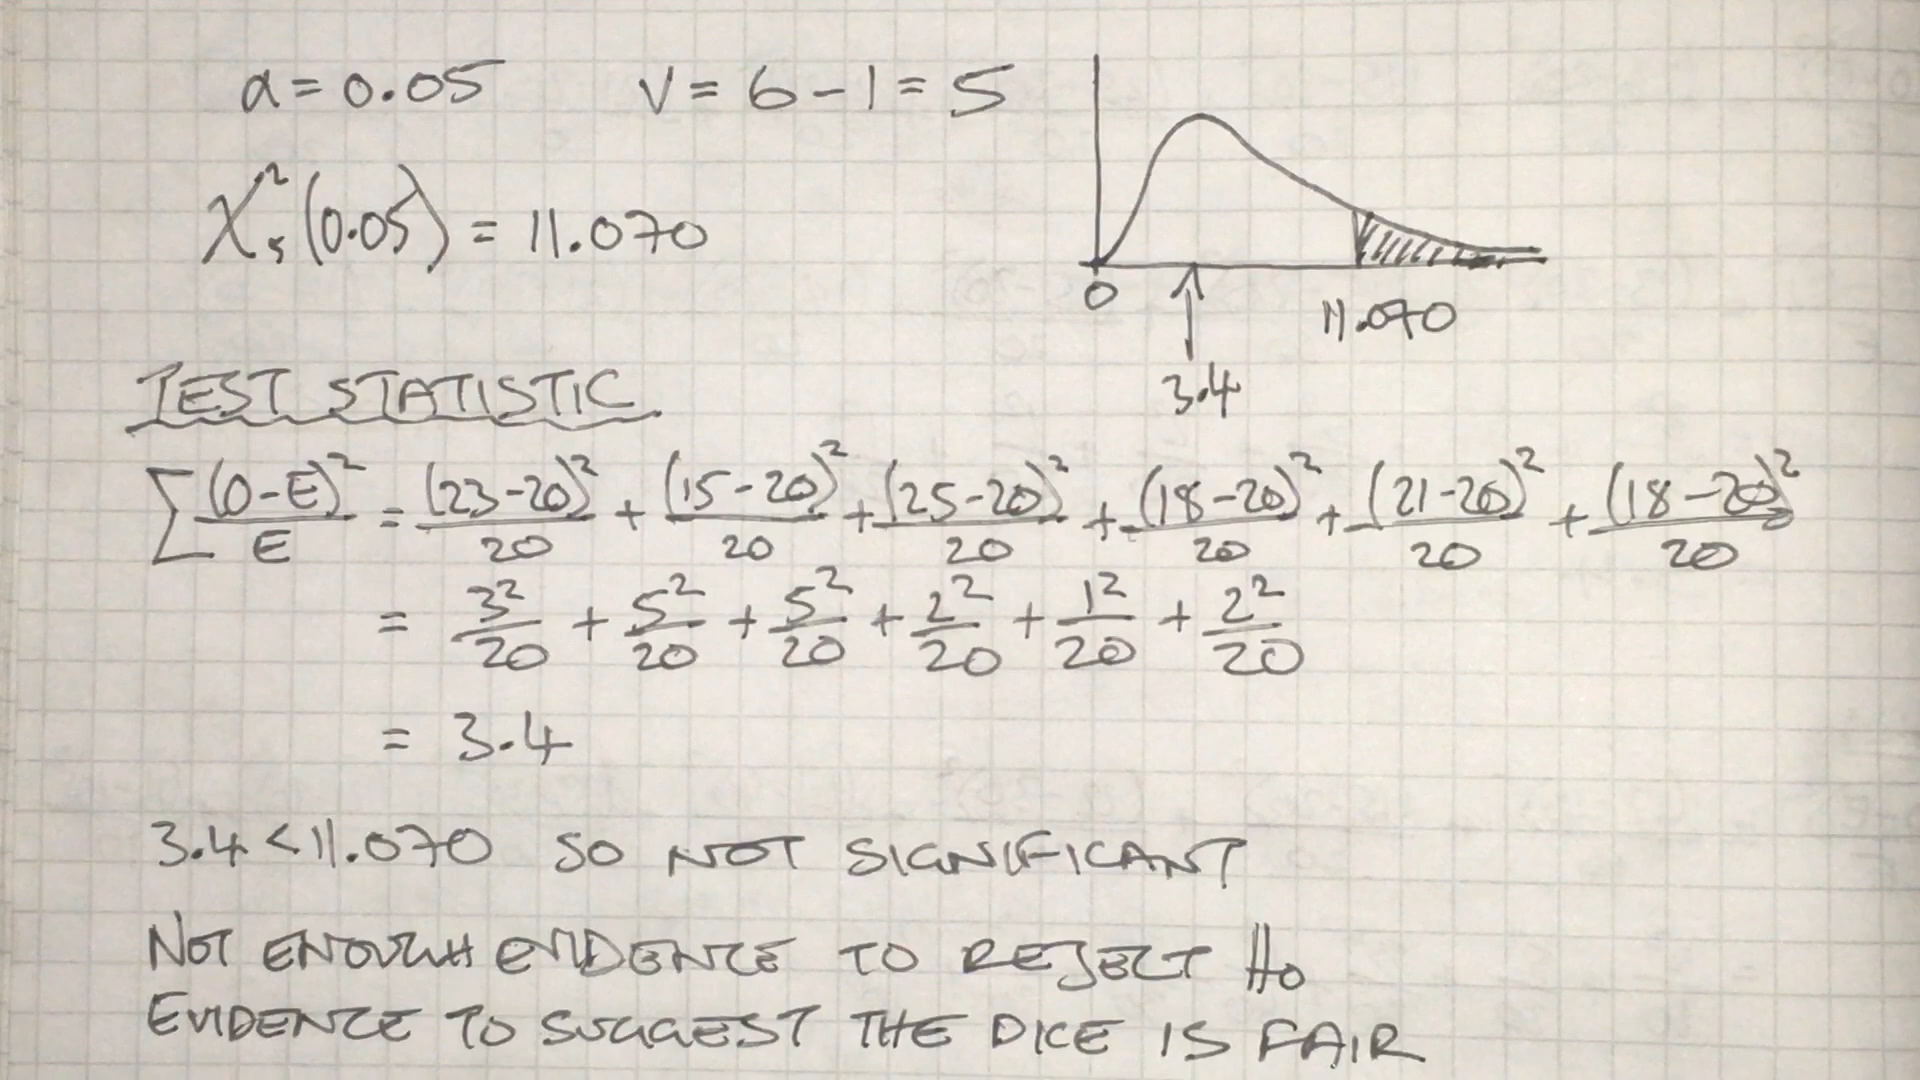 α = 0.05 ν = 6 - 1 = 5
χ²₅(0.05) = 11.070
0
11.070
3.4
TEST STATISTIC
∑ (O-E)²/E = (23-20)²/20 + (15-20)²/20 + (25-20)²/20 + (18-20)²/20 + (21-20)²/20 + (18-20)²/20
= 3²/20 + 5²/20 + 5²/20 + 2²/20 + 1²/20 + 2²/20
= 3.4
3.4 < 11.070 SO NOT SIGNIFICANT
NOT ENOUGH EVIDENCE TO REJECT H₀
EVIDENCE TO SUGGEST THE DICE IS FAIR